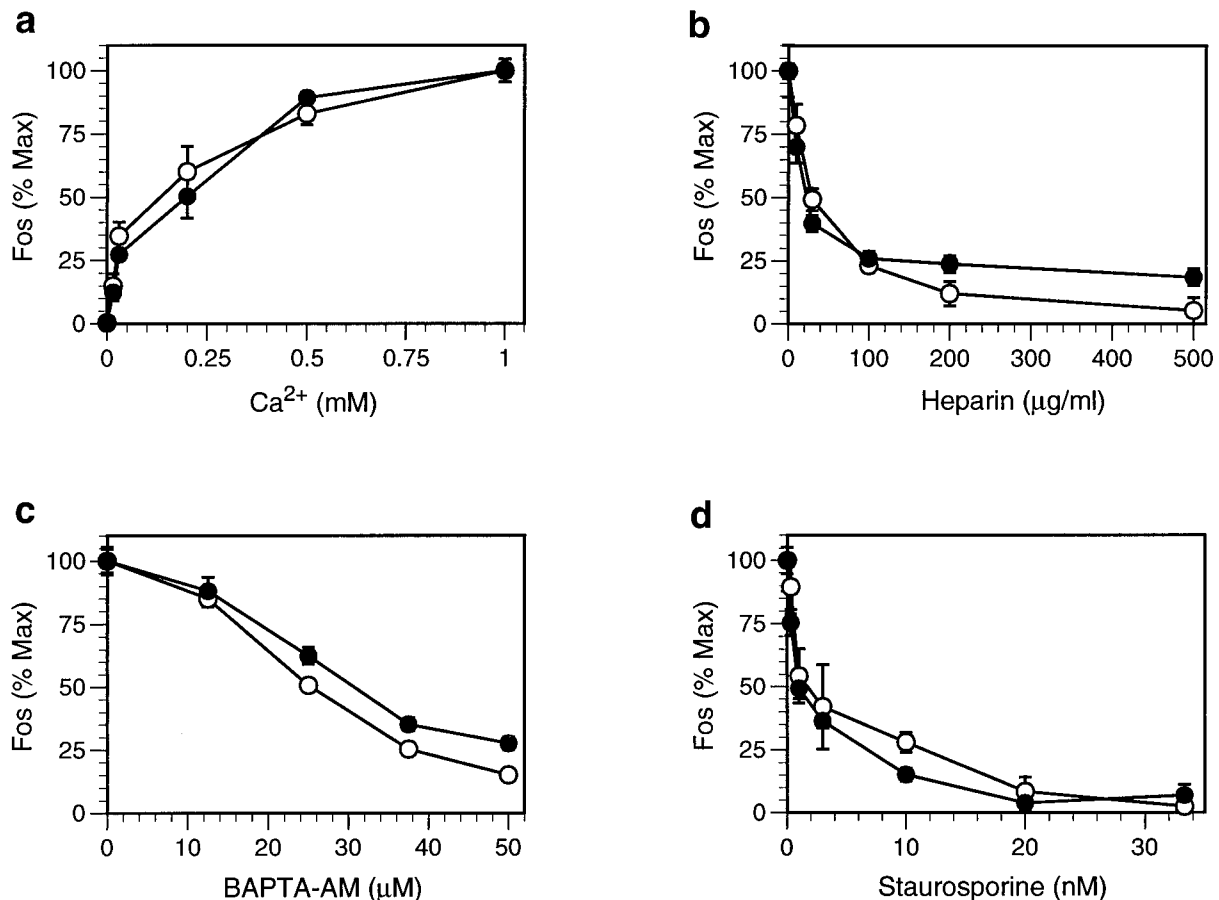 a
Fos (% Max)
100
75
50
25
0
0 0.25 0.5 0.75 1
Ca²⁺ (mM)
b
Fos (% Max)
100
75
50
25
0
0 100 200 300 400 500
Heparin (μg/ml)
c
Fos (% Max)
100
75
50
25
0
0 10 20 30 40 50
BAPTA-AM (μM)
d
Fos (% Max)
100
75
50
25
0
0 10 20 30
Staurosporine (nM)